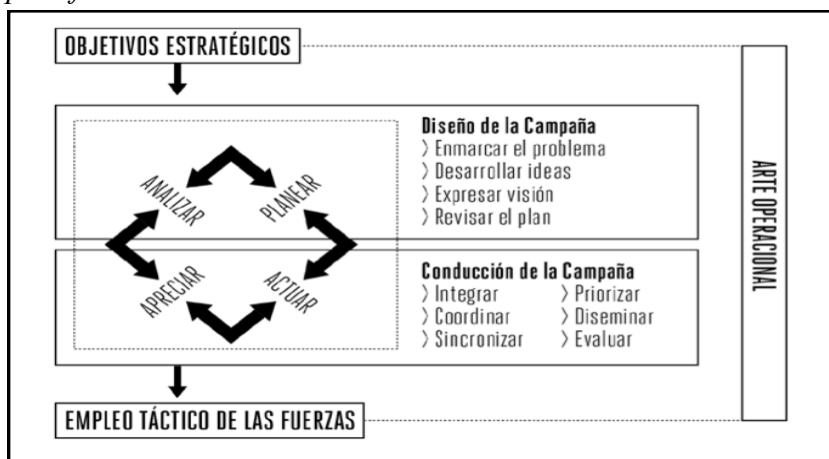 OBJETIVOS ESTRATÉGICOS
Diseño de la Campaña
> Enmarcar el problema
> Desarrollar ideas
> Expresar visión
> Revisar el plan
ANALIZAR
PLANEAR
APRECIAR
ACTUAR
Conducción de la Campaña
> Integrar > Priorizar
> Coordinar > Diseminar
> Sincronizar > Evaluar
EMPLEO TÁCTICO DE LAS FUERZAS
ARTE OPERACIONAL